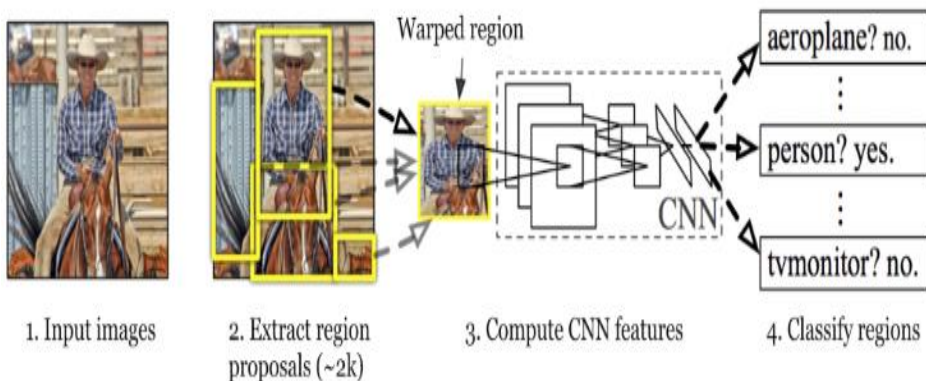 Warped region
aeroplane? no.
person? yes.
CNN
tvmonitor? no.
1. Input images
2. Extract region
proposals (~2k)
3. Compute CNN features
4. Classify regions